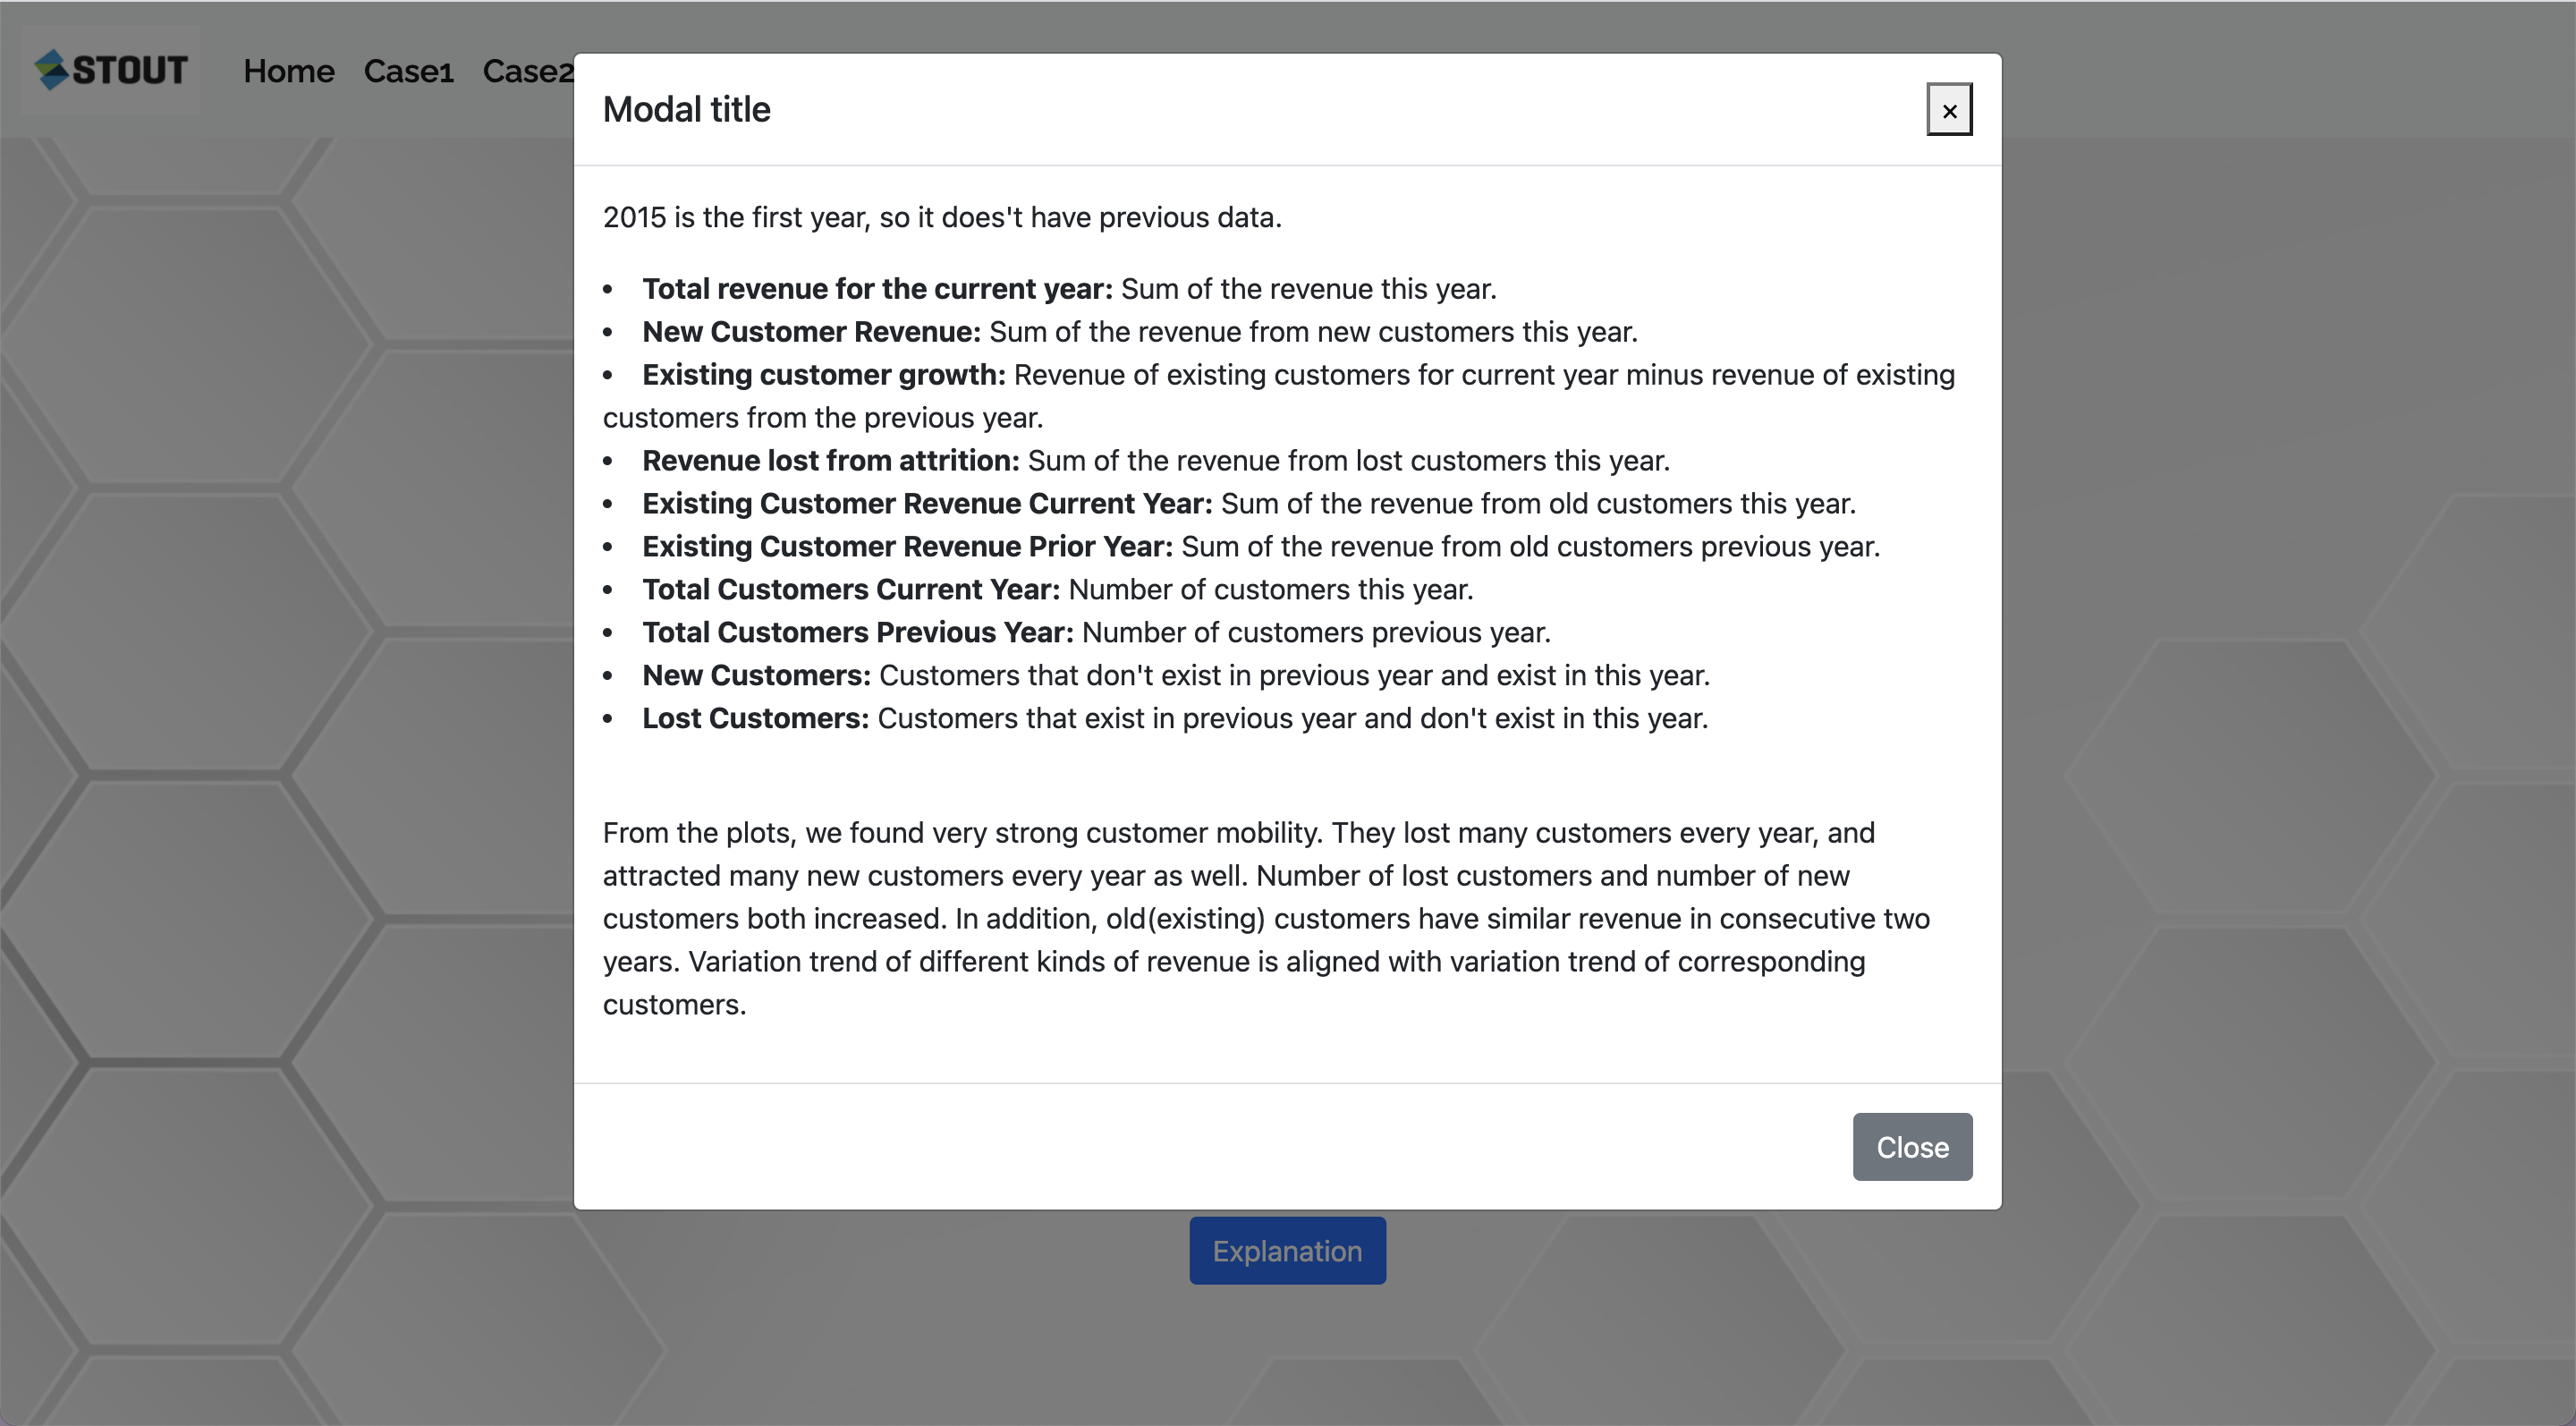 STOUT
Home Case1 Case2
Modal title
×
2015 is the first year, so it does't have previous data.
• Total revenue for the current year: Sum of the revenue this year.
• New Customer Revenue: Sum of the revenue from new customers this year.
• Existing customer growth: Revenue of existing customers for current year minus revenue of existing
customers from the previous year.
• Revenue lost from attrition: Sum of the revenue from lost customers this year.
• Existing Customer Revenue Current Year: Sum of the revenue from old customers this year.
• Existing Customer Revenue Prior Year: Sum of the revenue from old customers previous year.
• Total Customers Current Year: Number of customers this year.
• Total Customers Previous Year: Number of customers previous year.
• New Customers: Customers that don't exist in previous year and exist in this year.
• Lost Customers: Customers that exist in previous year and don't exist in this year.
From the plots, we found very strong customer mobility. They lost many customers every year, and
attracted many new customers every year as well. Number of lost customers and number of new
customers both increased. In addition, old(existing) customers have similar revenue in consecutive two
years. Variation trend of different kinds of revenue is aligned with variation trend of corresponding
customers.
Close
Explanation